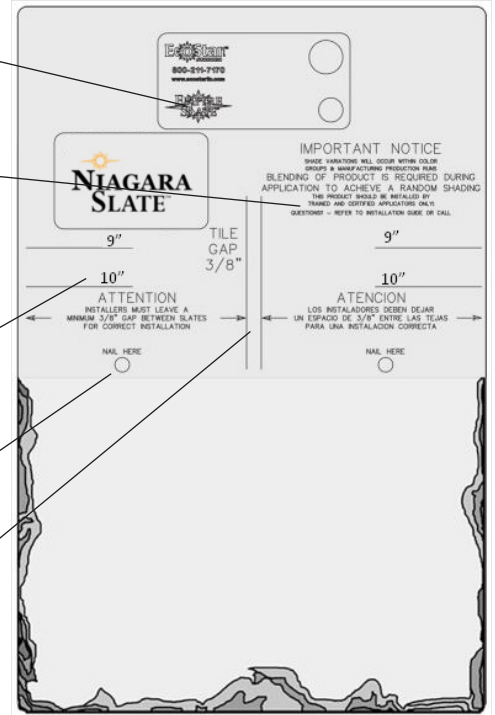 EcoStar
800-211-7170
www.ecostarllc.com
EMPIRE
SLATE
NIAGARA
SLATE™
IMPORTANT NOTICE
SHADE VARIATIONS WILL OCCUR WITHIN COLOR
GROUPS & MANUFACTURING PRODUCTION RUNS
BLENDING OF PRODUCT IS REQUIRED DURING
APPLICATION TO ACHIEVE A RANDOM SHADING
THIS PRODUCT SHOULD BE INSTALLED BY
TRAINED AND CERTIFIED APPLICATORS ONLY!
QUESTIONS? – REFER TO INSTALLATION GUIDE OR CALL
TILE
GAP
3/8"
9"
9"
10"
10"
ATTENTION
INSTALLERS MUST LEAVE A
MINIMUM 3/8" GAP BETWEEN SLATES
FOR CORRECT INSTALLATION
ATENCION
LOS INSTALADORES DEBEN DEJAR
UN ESPACIO DE 3/8" ENTRE LAS TEJAS
PARA UNA INSTALACION CORRECTA
NAIL HERE
NAIL HERE